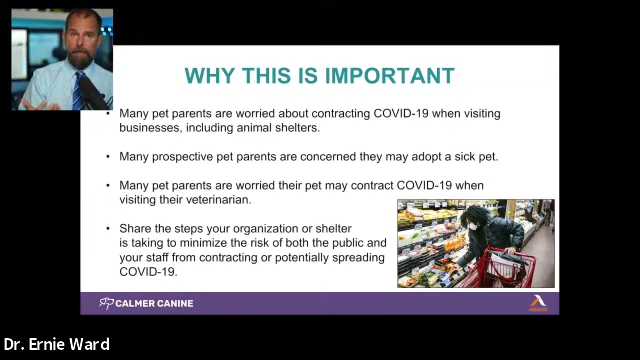 WHY THIS IS IMPORTANT
• Many pet parents are worried about contracting COVID-19 when visiting
businesses, including animal shelters.
• Many prospective pet parents are concerned they may adopt a sick pet.
• Many pet parents are worried their pet may contract COVID-19 when
visiting their veterinarian.
• Share the steps your organization or shelter
is taking to minimize the risk of both the public and
your staff from contracting or potentially spreading
COVID-19.
CALMER CANINE
Dr. Ernie Ward